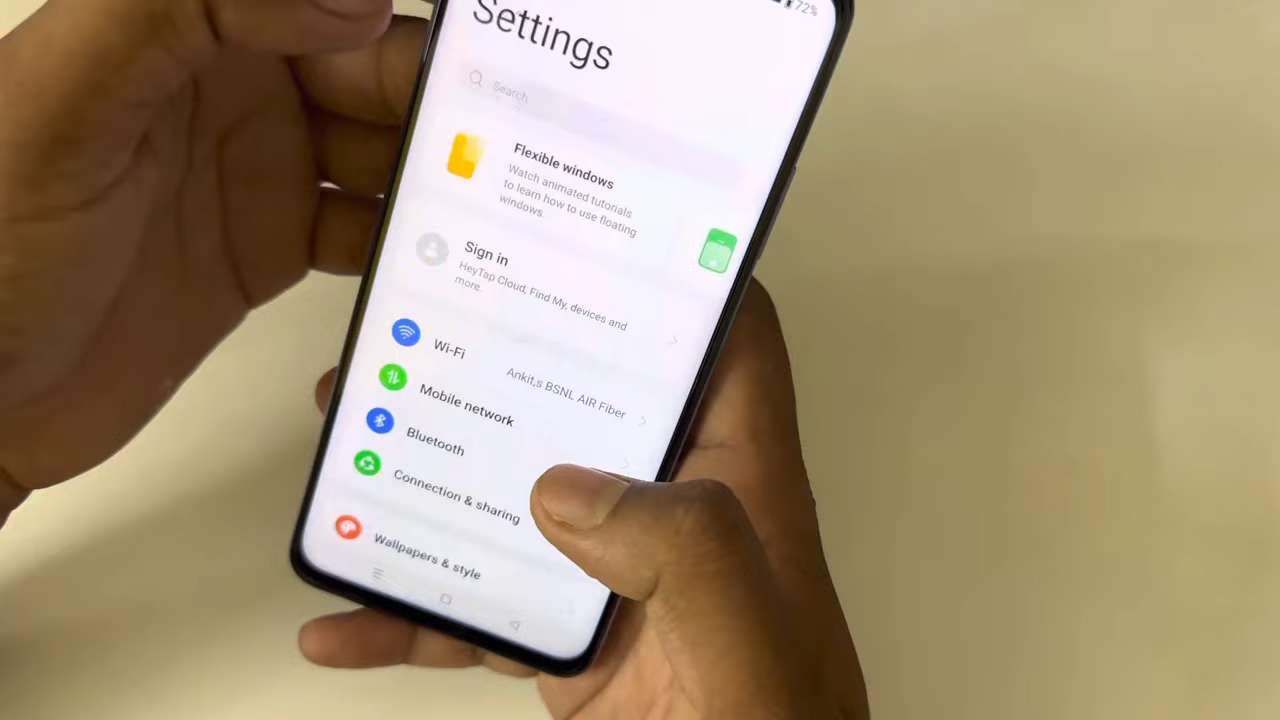 72%
Settings
Search
Flexible windows
Watch animated tutorials
to learn how to use floating
windows.
Sign in
HeyTap Cloud, Find My, devices and
more.
Wi-Fi
Ankit,s BSNL AIR Fiber
Mobile network
Bluetooth
Connection & sharing
Wallpapers & style